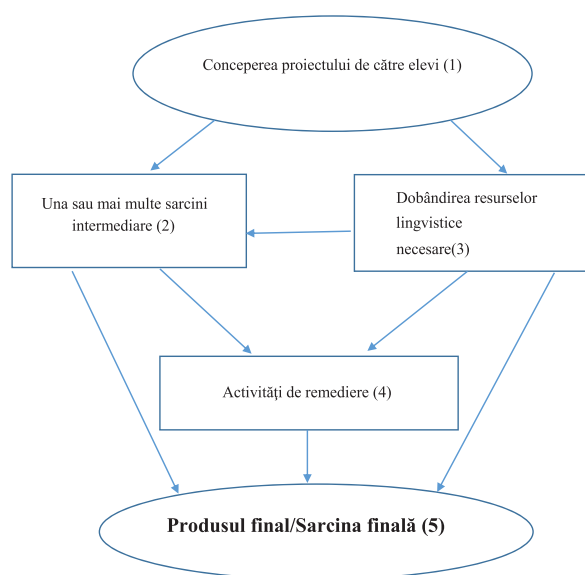 Conceperea proiectului de către elevi (1)
Una sau mai multe sarcini
intermediare (2)
Dobândirea resurselor
lingvistice
necesare(3)
Activităţi de remediere (4)
Produsul final/Sarcina finală (5)